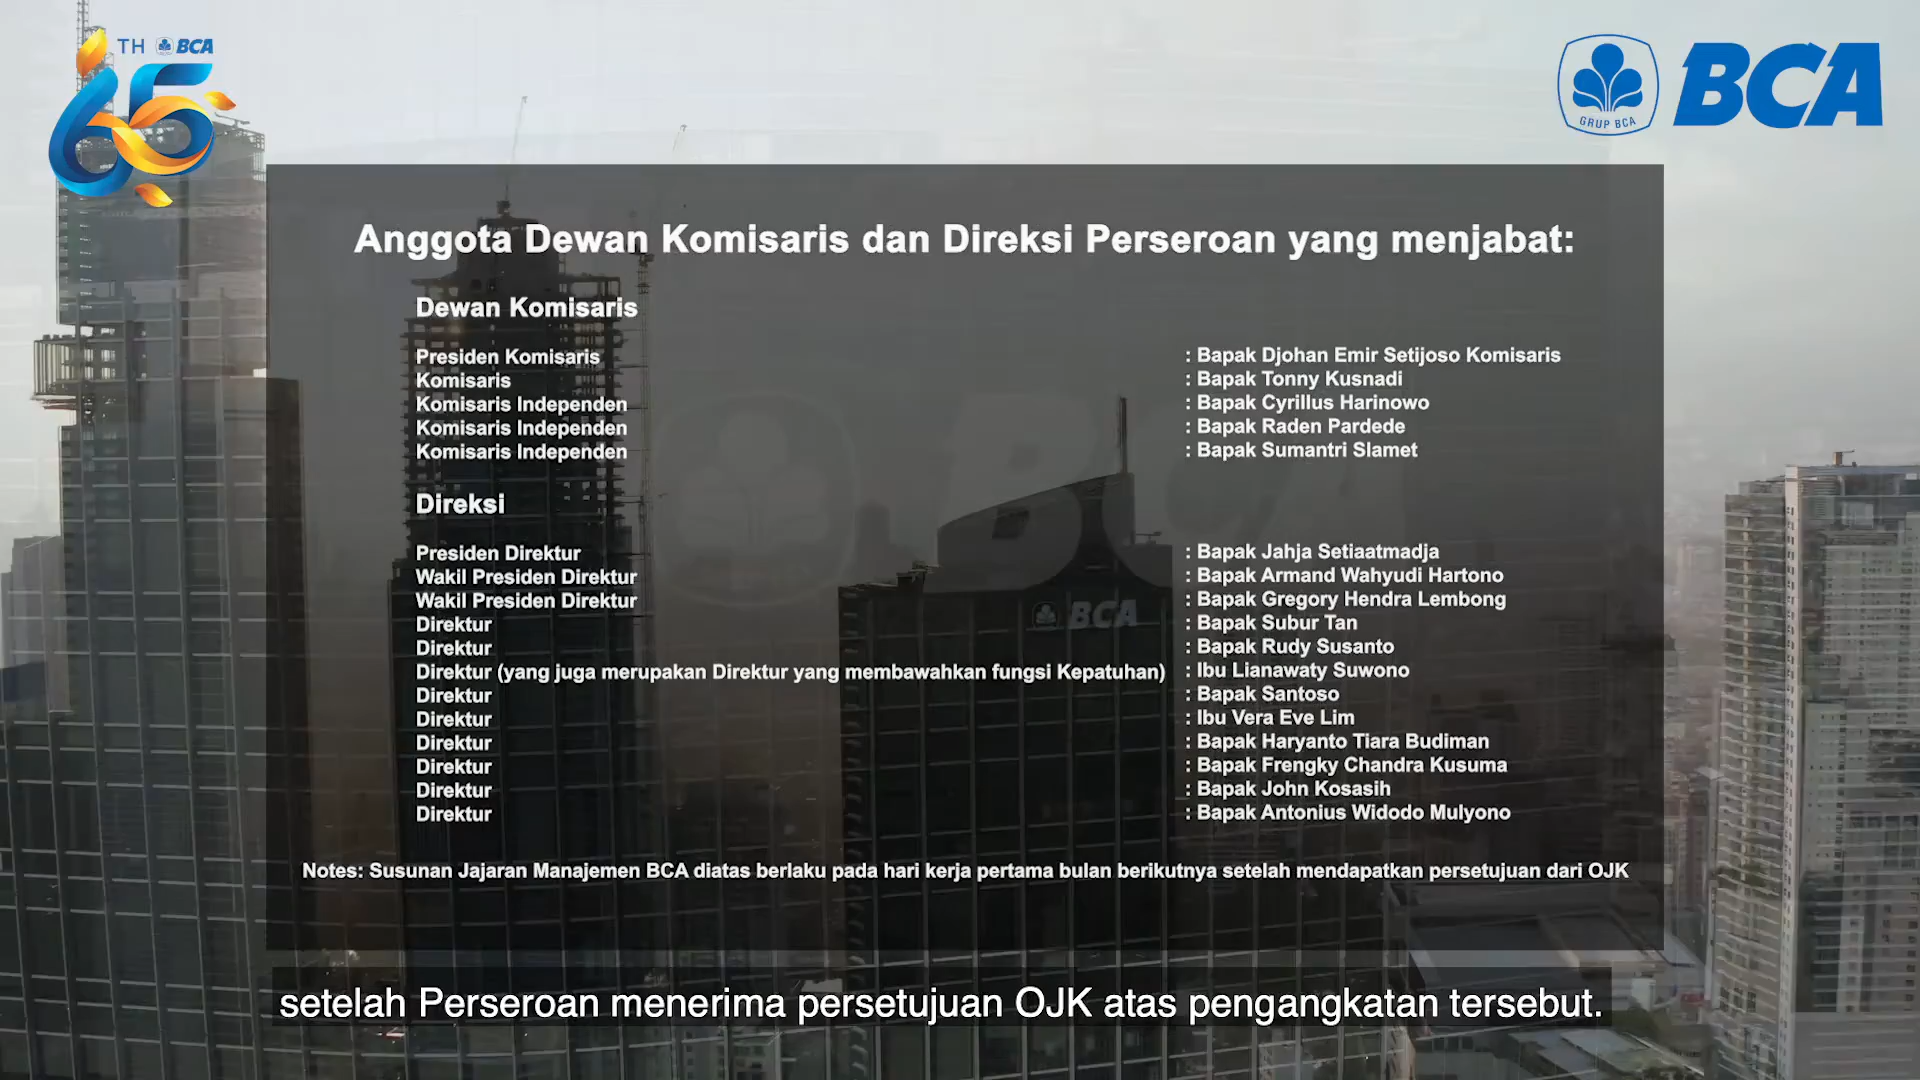 65 TH BCA
GRUP BCA
BCA
Anggota Dewan Komisaris dan Direksi Perseroan yang menjabat:
Dewan Komisaris
Presiden Komisaris : Bapak Djohan Emir Setijoso Komisaris
Komisaris : Bapak Tonny Kusnadi
Komisaris Independen : Bapak Cyrillus Harinowo
Komisaris Independen : Bapak Raden Pardede
Komisaris Independen : Bapak Sumantri Slamet
Direksi
Presiden Direktur : Bapak Jahja Setiaatmadja
Wakil Presiden Direktur : Bapak Armand Wahyudi Hartono
Wakil Presiden Direktur : Bapak Gregory Hendra Lembong
Direktur : Bapak Subur Tan
Direktur : Bapak Rudy Susanto
Direktur (yang juga merupakan Direktur yang membawahkan fungsi Kepatuhan) : Ibu Lianawaty Suwono
Direktur : Bapak Santoso
Direktur : Ibu Vera Eve Lim
Direktur : Bapak Haryanto Tiara Budiman
Direktur : Bapak Frengky Chandra Kusuma
Direktur : Bapak John Kosasih
Direktur : Bapak Antonius Widodo Mulyono
BCA
BCA
Notes: Susunan Jajaran Manajemen BCA diatas berlaku pada hari kerja pertama bulan berikutnya setelah mendapatkan persetujuan dari OJK
setelah Perseroan menerima persetujuan OJK atas pengangkatan tersebut.